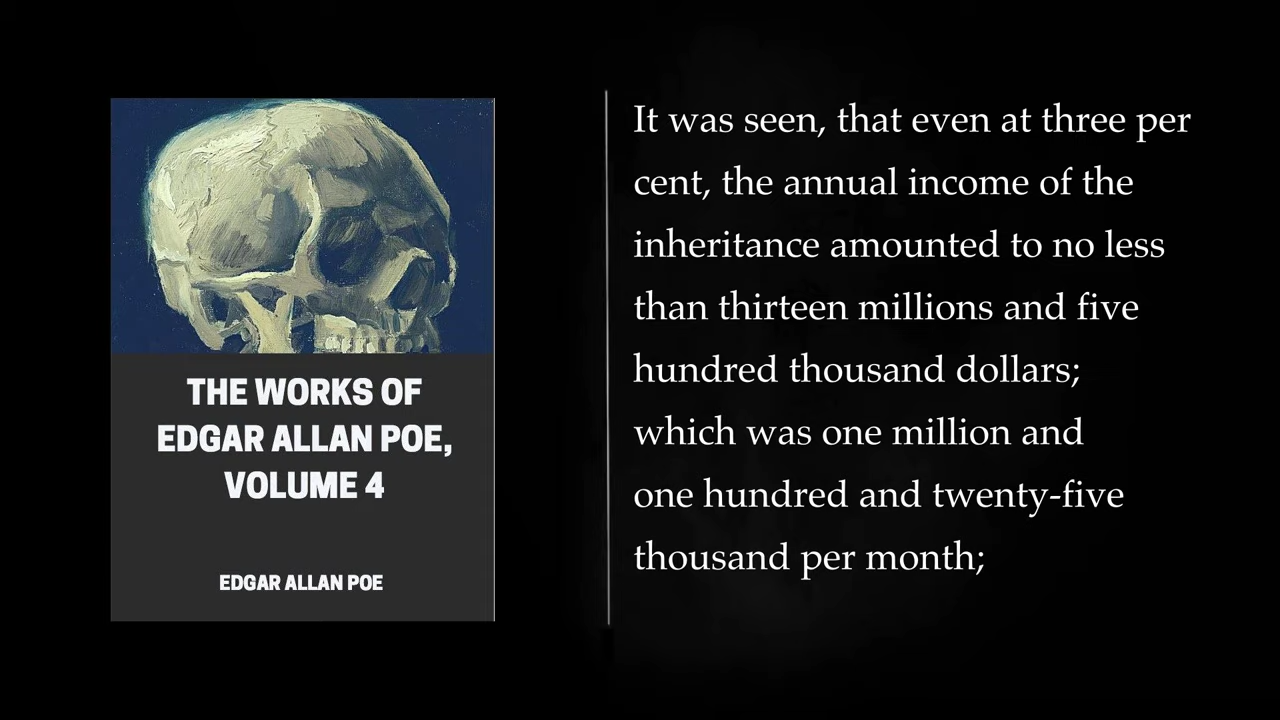 THE WORKS OF
EDGAR ALLAN POE,
VOLUME 4
EDGAR ALLAN POE
It was seen, that even at three per
cent, the annual income of the
inheritance amounted to no less
than thirteen millions and five
hundred thousand dollars;
which was one million and
one hundred and twenty-five
thousand per month;